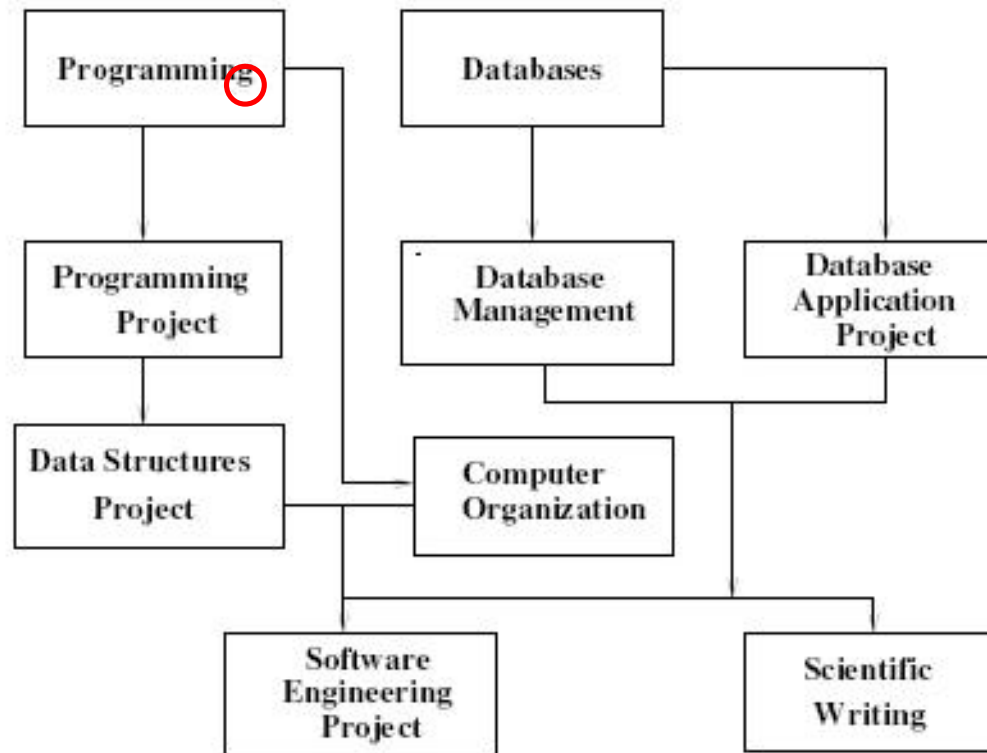 Programming
Databases
Programming
Project
Database
Management
Database
Application
Project
Data Structures
Project
Computer
Organization
Software
Engineering
Project
Scientific
Writing